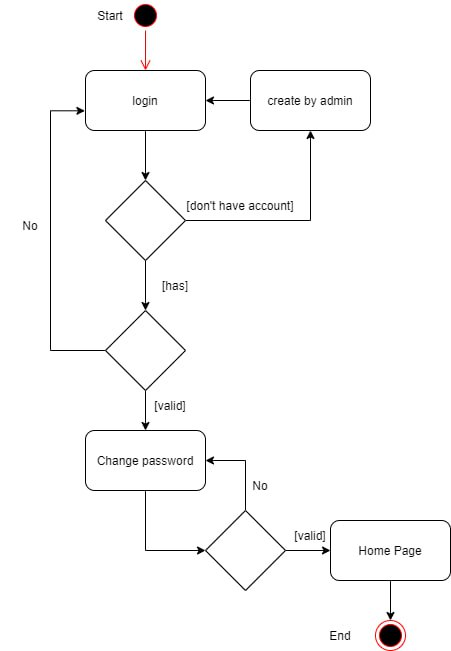 Start
login
create by admin
[don't have account]
No
[has]
[valid]
Change password
No
[valid]
Home Page
End